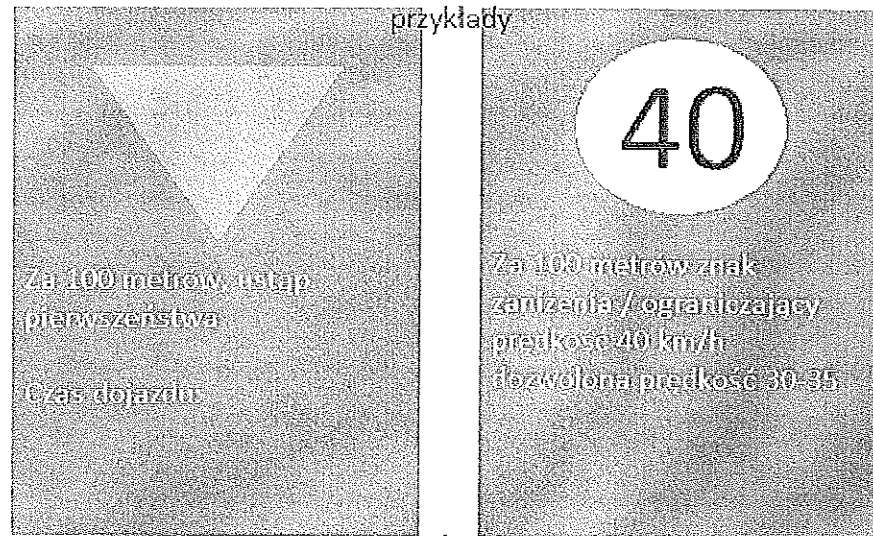 przykłady
Za 100 metrów, ustąp
pierwszeństwa
Czas dojazdu:
40
Za 100 metrów znak
zaniżenia / ograniczający
prędkość 40 km/h
dozwolona prędkość 30-35